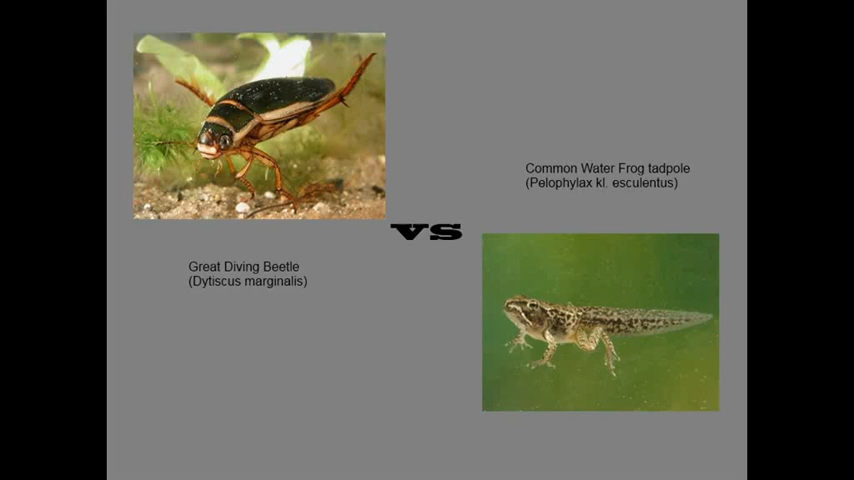 Common Water Frog tadpole
(Pelophylax kl. esculentus)
VS
Great Diving Beetle
(Dytiscus marginalis)